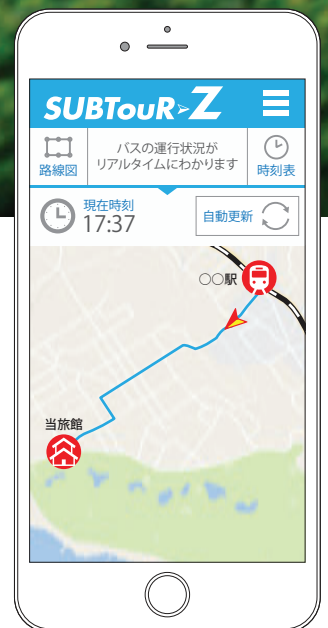 SUBTouR➢Z
路線図
バスの運行状況が
リアルタイムにわかります
時刻表
現在時刻
17:37
自動更新
○○駅
当旅館